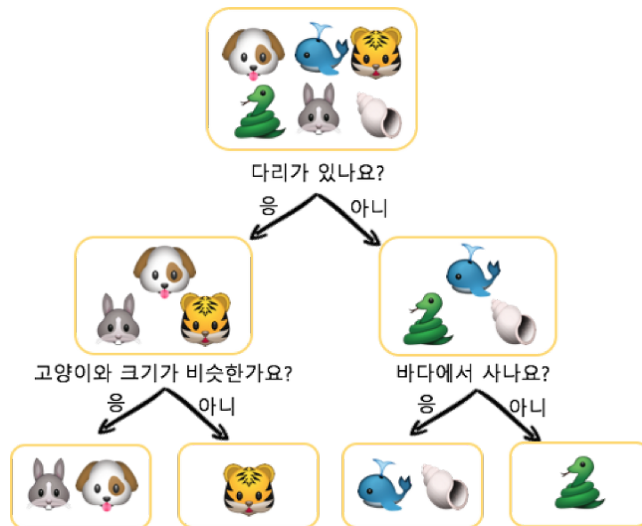 다리가 있나요?
응 아니
고양이와 크기가 비슷한가요? 바다에서 사나요?
응 아니 응 아니